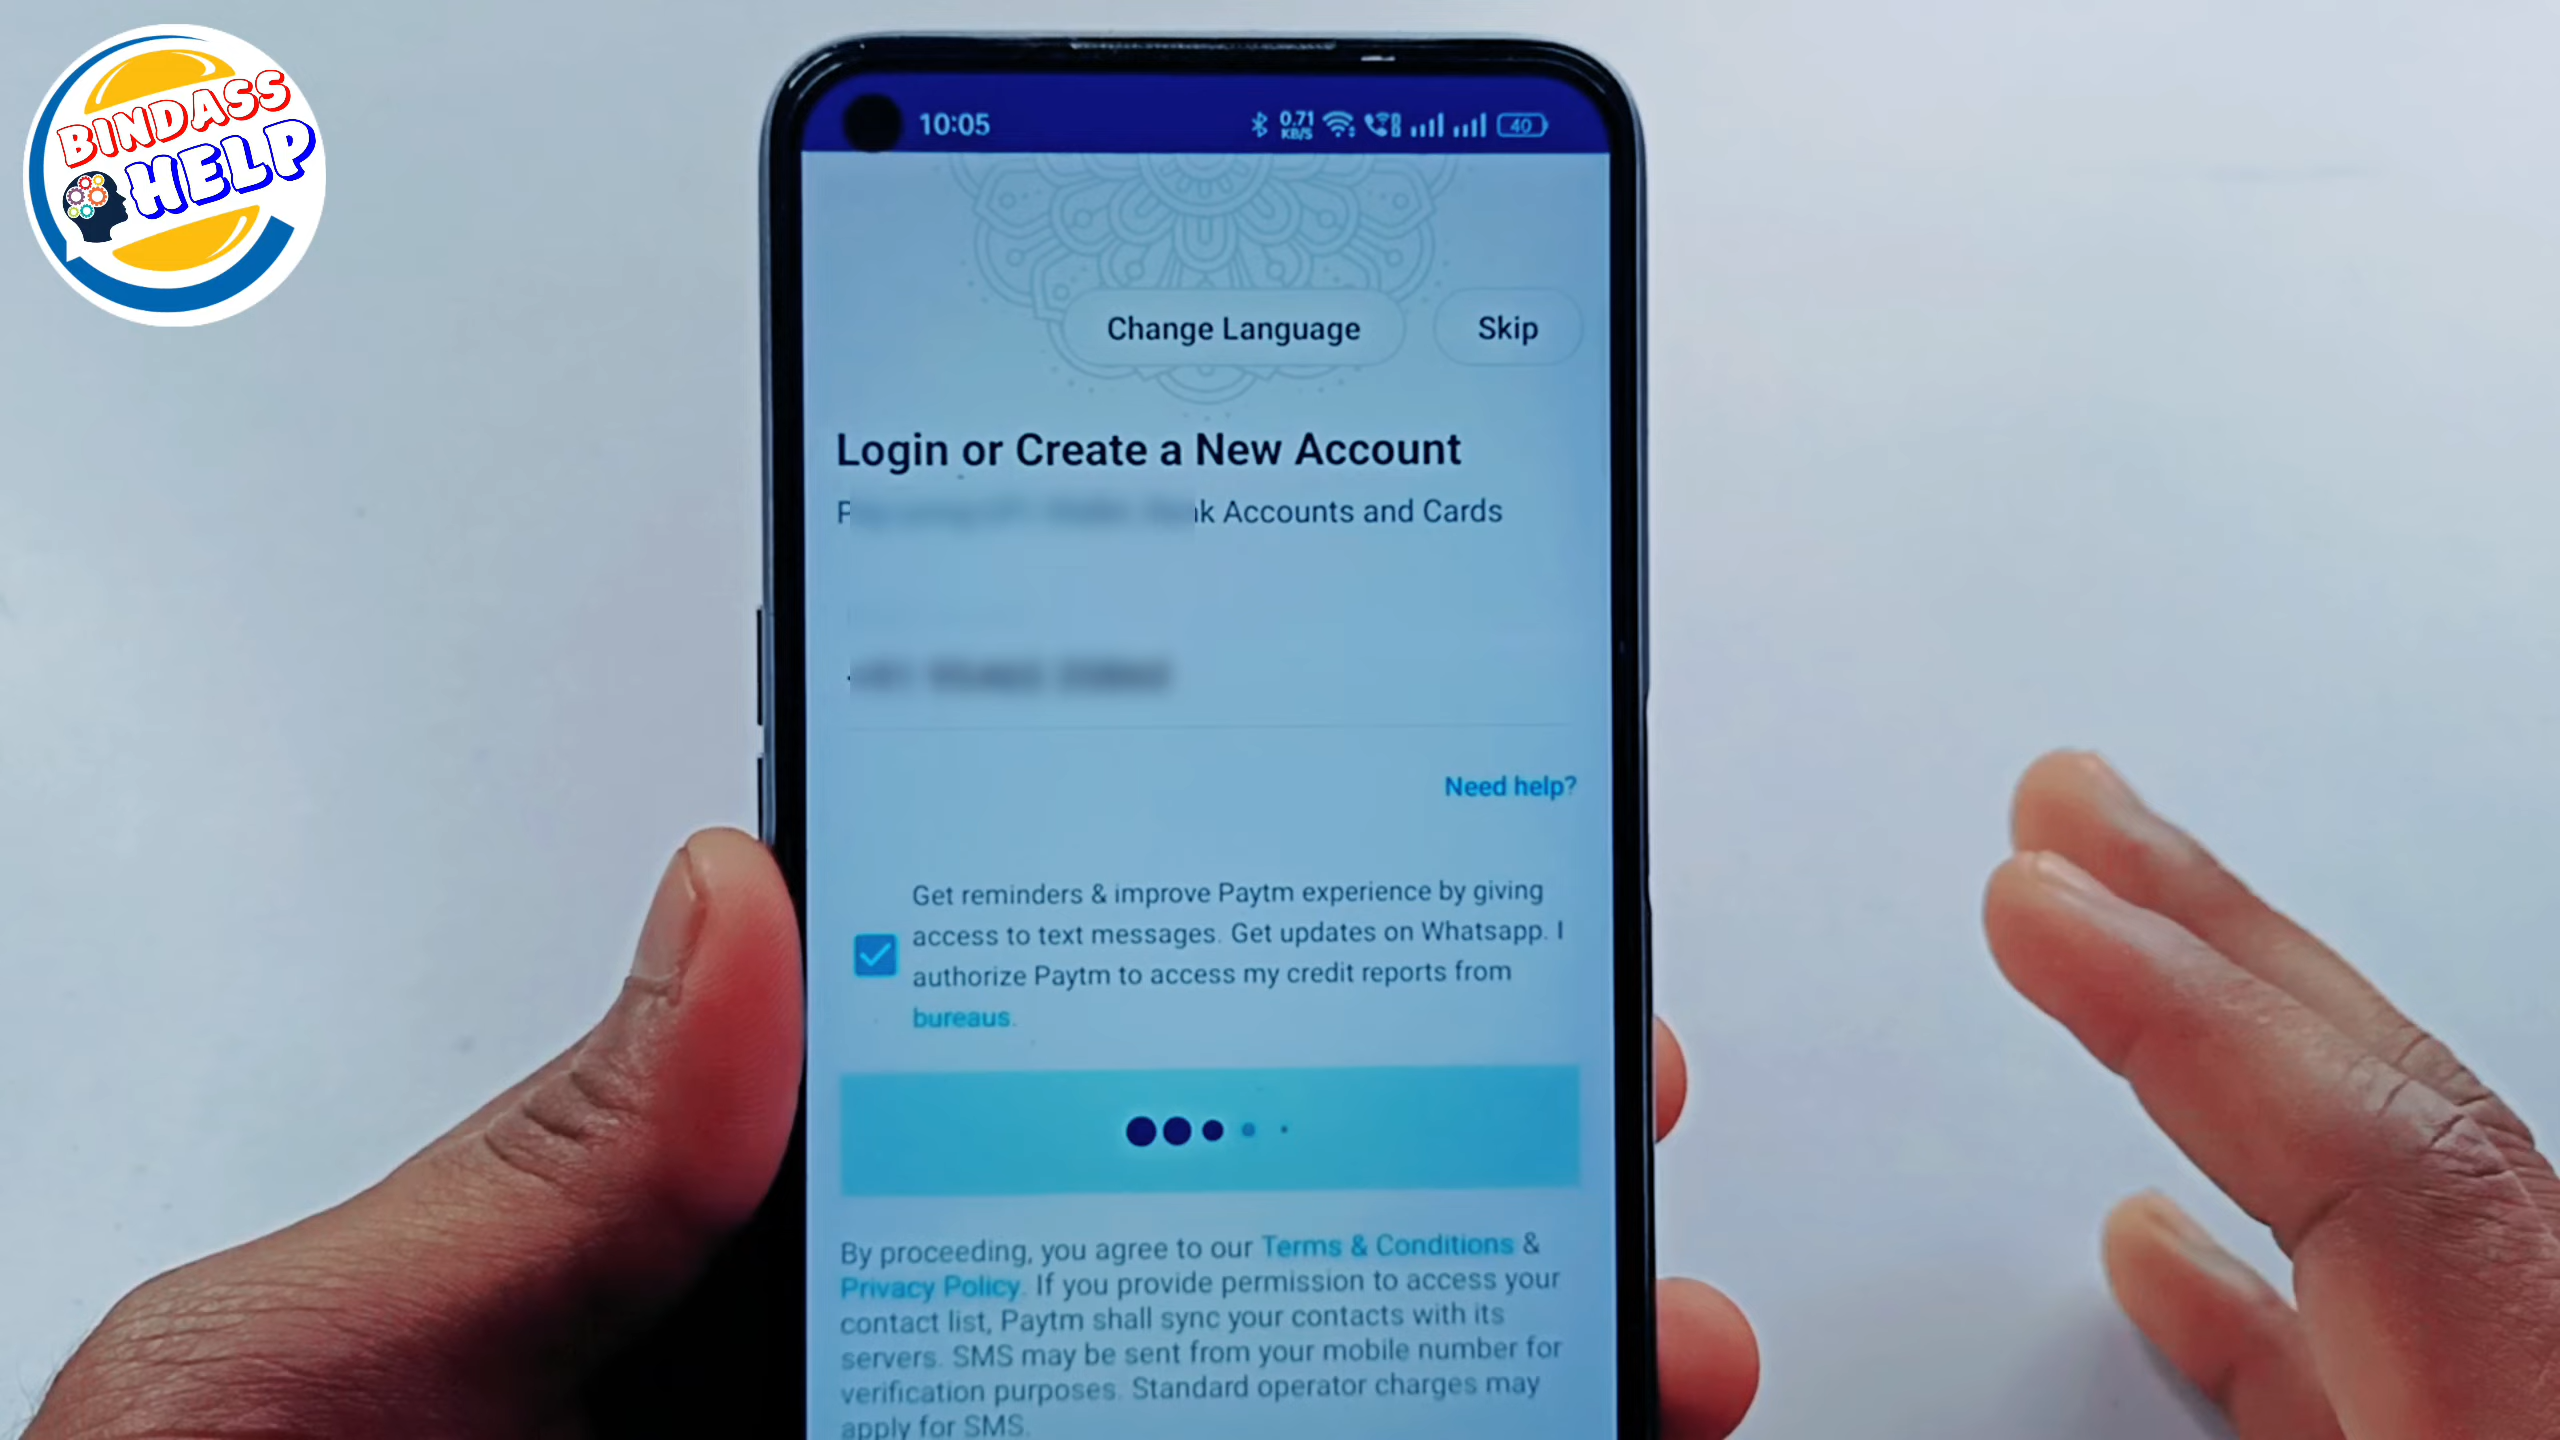 BINDASS
HELP
10:05
0.71
KB/S
40
Change Language
Skip
Login or Create a New Account
Accounts and Cards
Need help?
Get reminders & improve Paytm experience by giving
access to text messages. Get updates on Whatsapp. I
authorize Paytm to access my credit reports from
bureaus.
By proceeding, you agree to our Terms & Conditions &
Privacy Policy. If you provide permission to access your
contact list, Paytm shall sync your contacts with its
servers. SMS may be sent from your mobile number for
verification purposes. Standard operator charges may
apply for SMS.